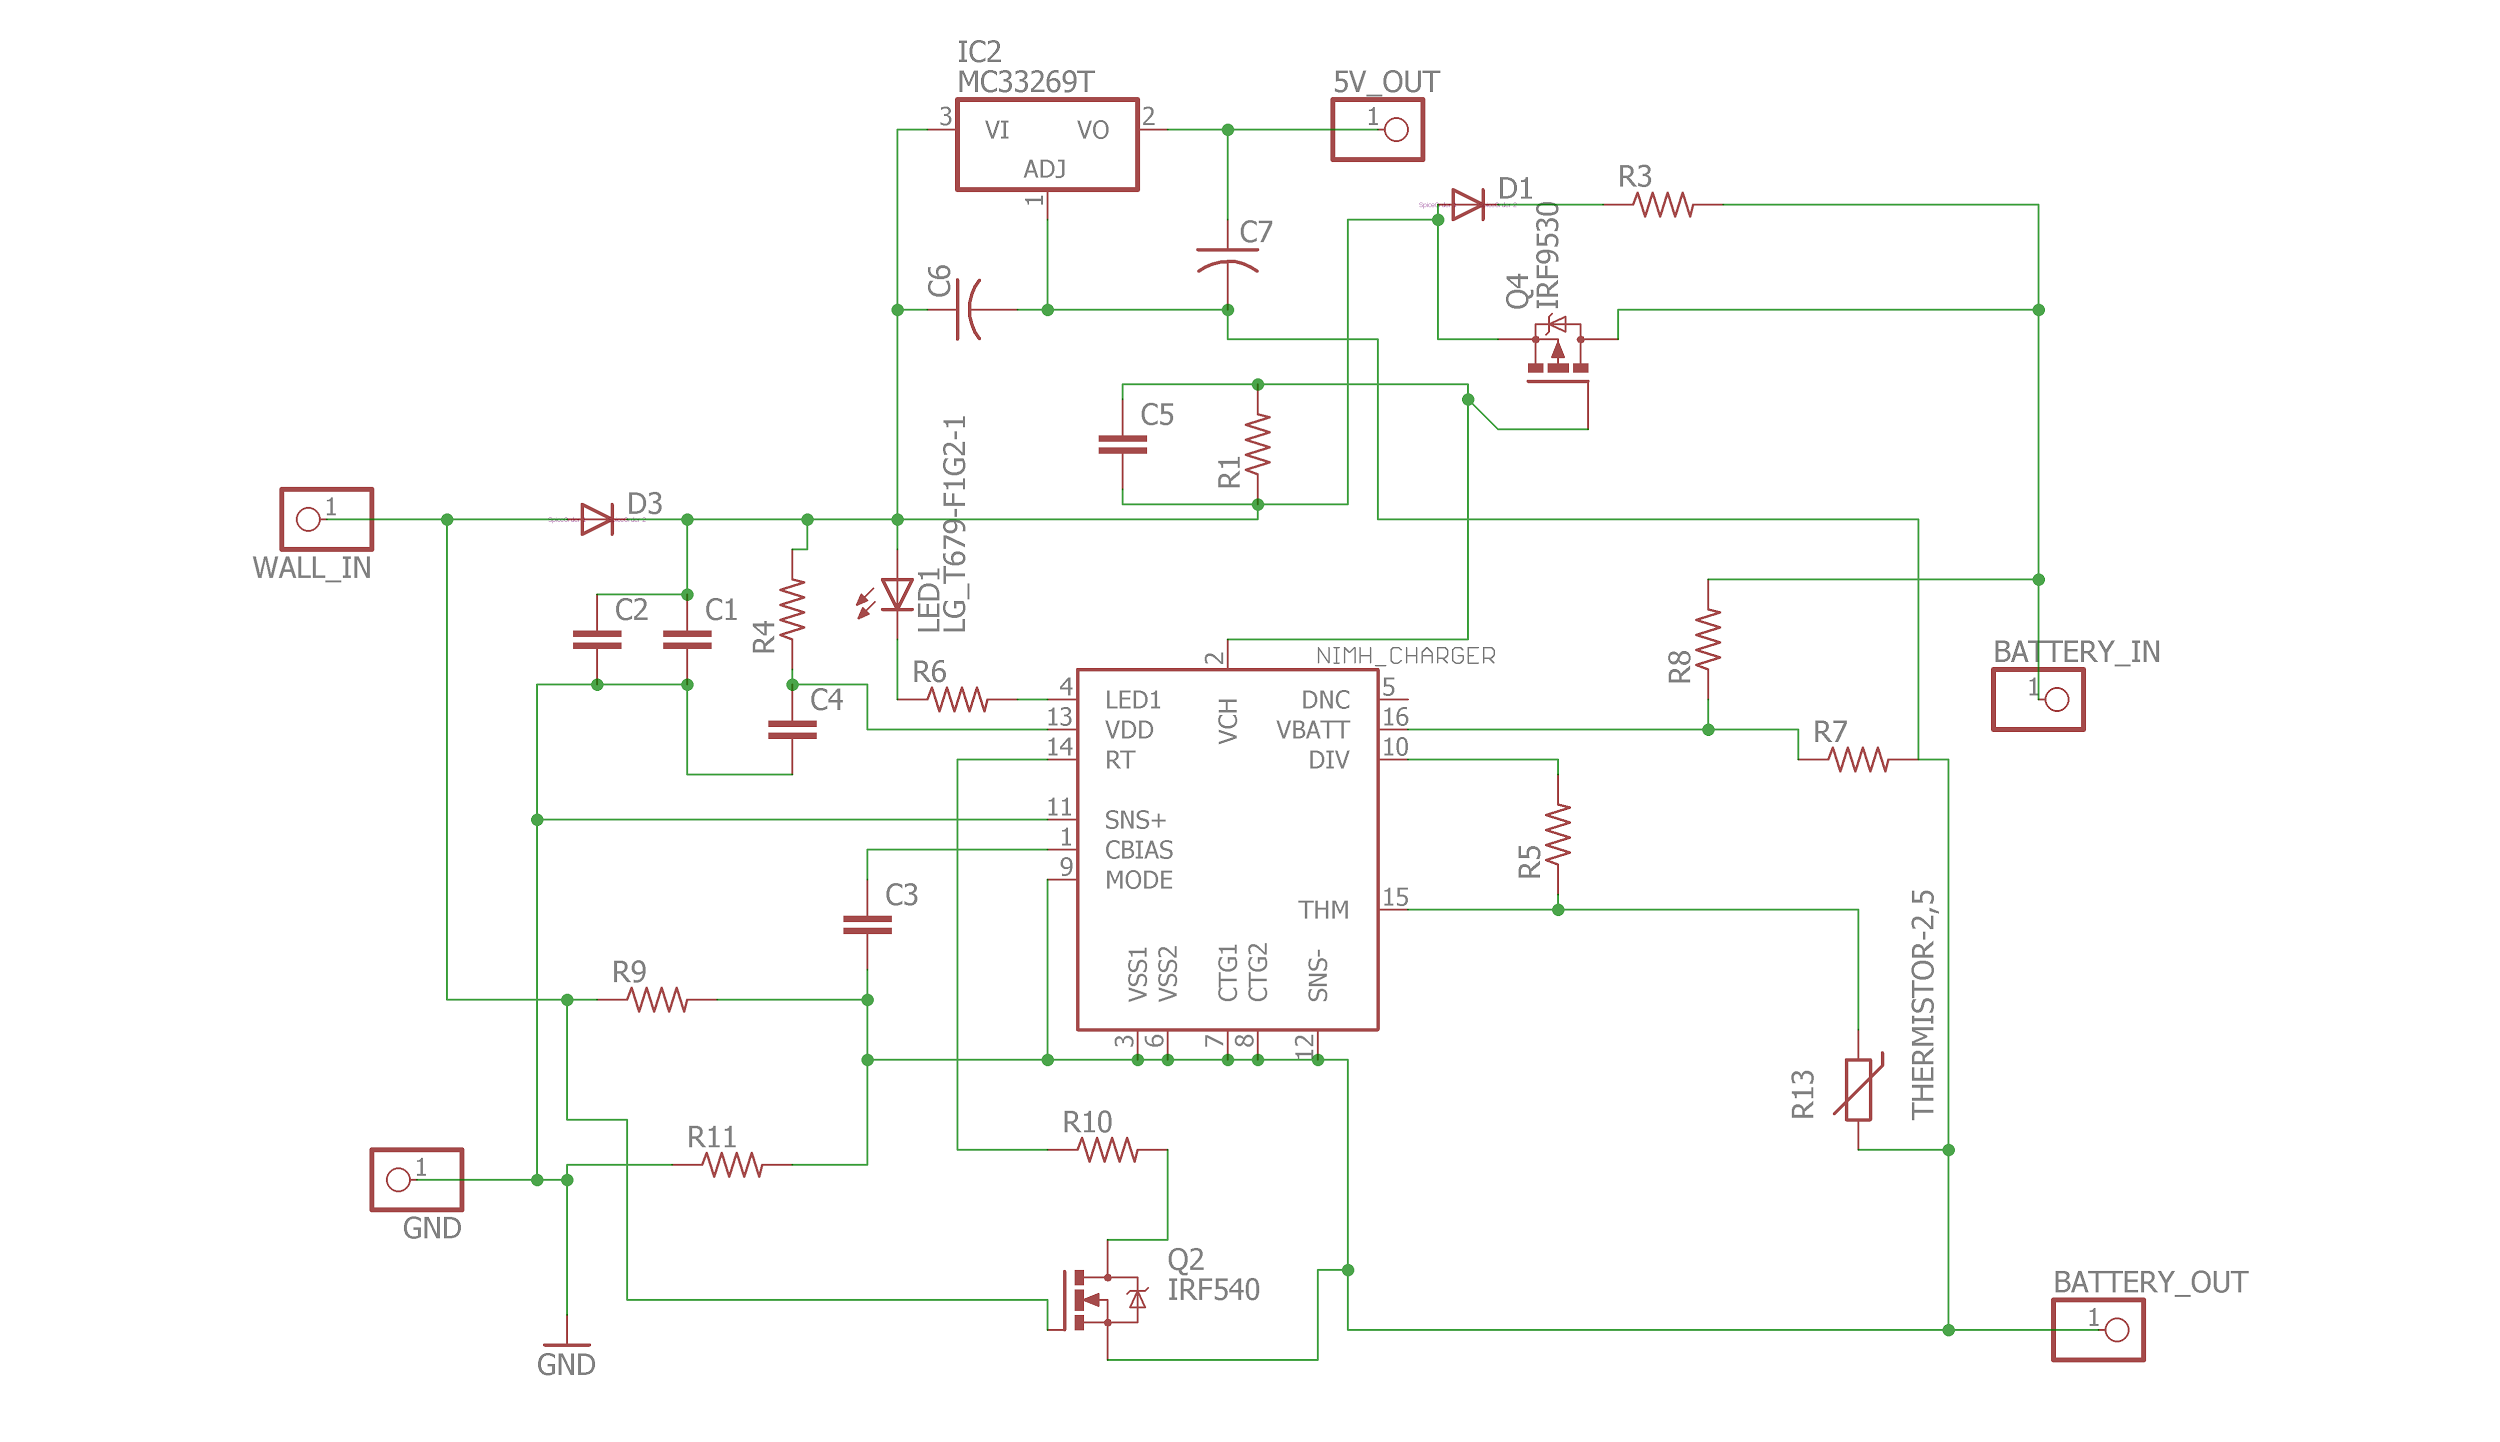 IC2
MC33269T
3
VI
VO
2
ADJ
1
5V_OUT
1
D1
R3
Q4
IRF9530
C7
C6
C5
R1
1
WALL_IN
D3
C2
C1
R4
LED1
LG_T679-F1G2-1
R6
C4
NIMH_CHARGER
2
VCH
4
LED1
13
VDD
14
RT
11
SNS+
1
CBIAS
9
MODE
DNC
5
VBATT
16
DIV
10
THM
15
VSS1
VSS2
CTG1
CTG2
SNS-
3
6
7
8
12
R8
R7
BATTERY_IN
1
R5
C3
R9
R13
THERMISTOR-2,5
R10
R11
1
GND
GND
Q2
IRF540
BATTERY_OUT
1